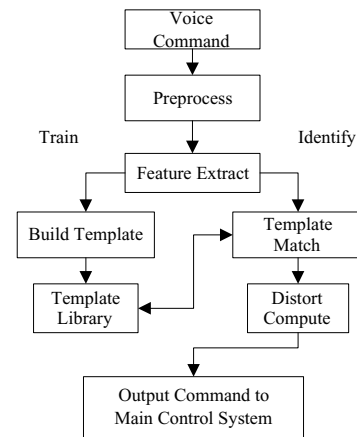 Voice
Command
Preprocess
Train
Identify
Feature Extract
Build Template
Template
Match
Template
Library
Distort
Compute
Output Command to
Main Control System